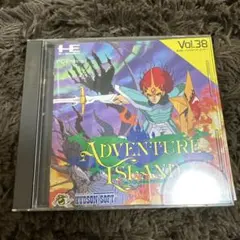 Vol.38
ADVENTURE
ISLAND
HUDSON SOFT